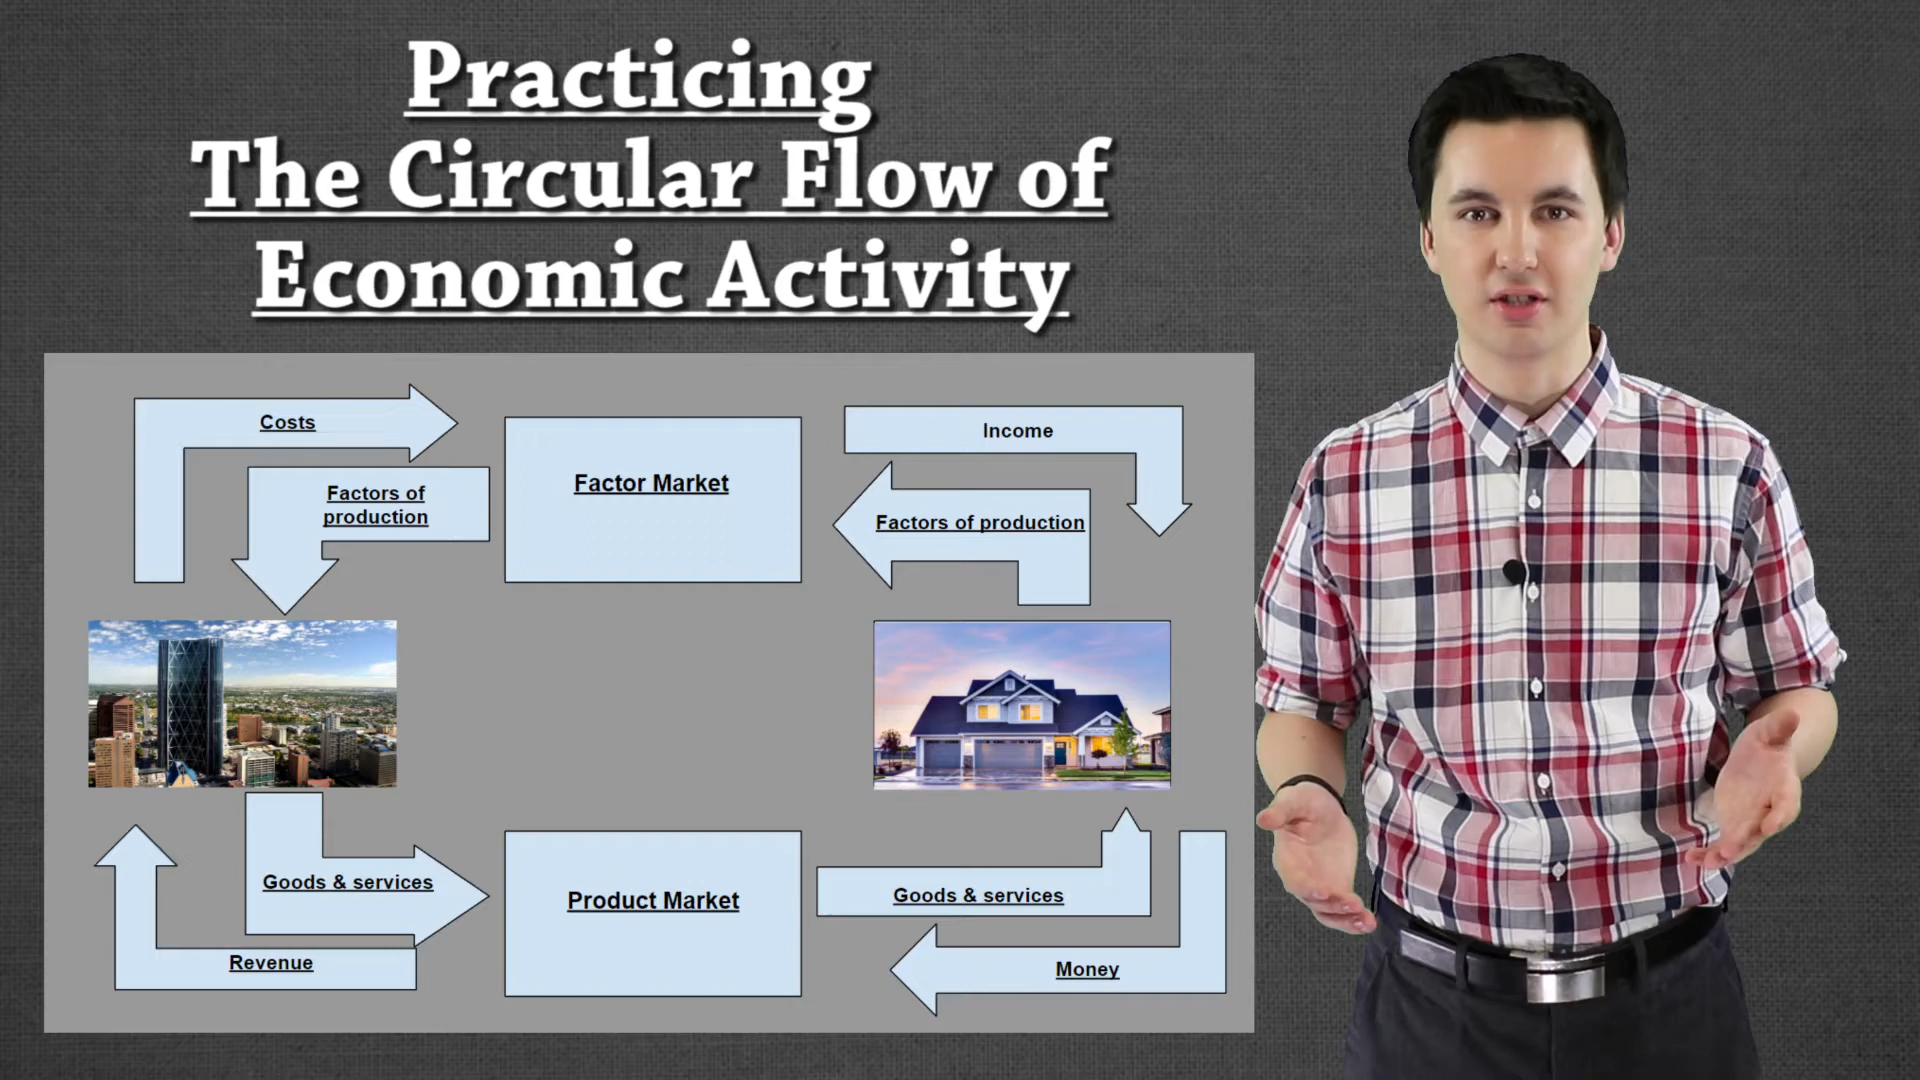 Practicing
The Circular Flow of
Economic Activity
Costs
Income
Factors of
production
Factor Market
Factors of production
Goods & services
Product Market
Goods & services
Revenue
Money